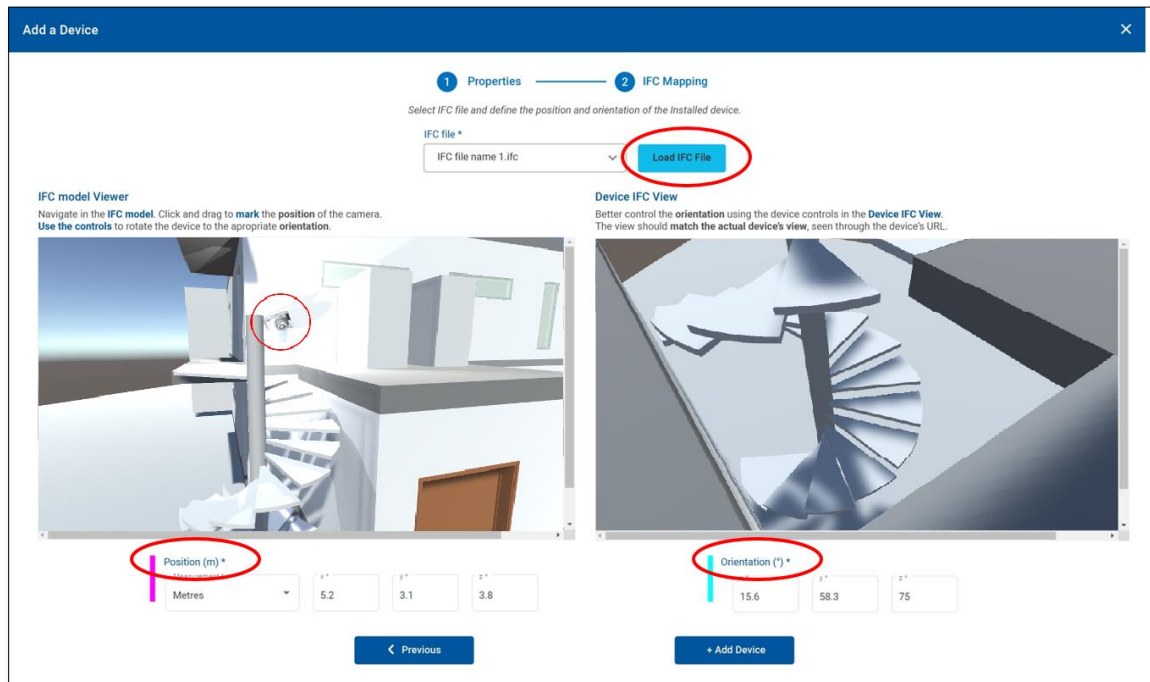 Add a Device
1 Properties 2 IFC Mapping
Select IFC file and define the position and orientation of the Installed device.
IFC file *
IFC file name 1.ifc
Load IFC File
IFC model Viewer
Navigate in the IFC model. Click and drag to mark the position of the camera.
Use the controls to rotate the device to the apropriate orientation.
Device IFC View
Better control the orientation using the device controls in the Device IFC View.
The view should match the actual device's view, seen through the device's URL.
Position (m) *
Metres
x *
5.2
y *
3.1
z *
3.8
Orientation (°) *
15.6
y *
58.3
z *
75
Previous
+ Add Device